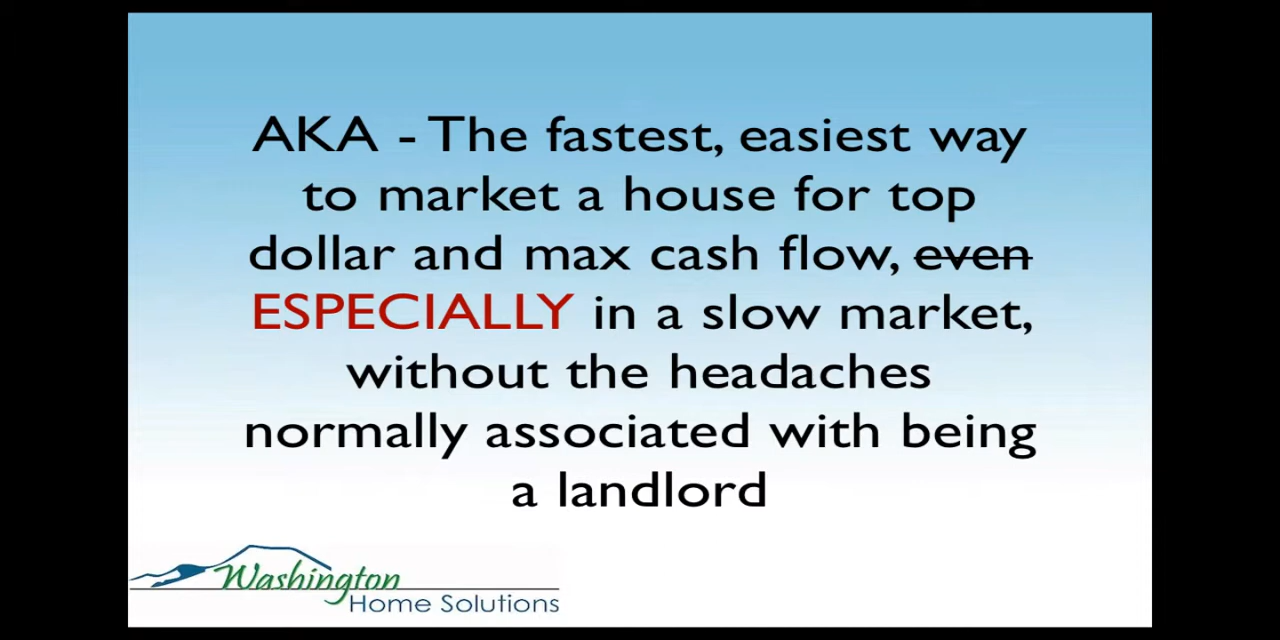 AKA - The fastest, easiest way
to market a house for top
dollar and max cash flow, even
ESPECIALLY in a slow market,
without the headaches
normally associated with being
a landlord
Washington
Home Solutions